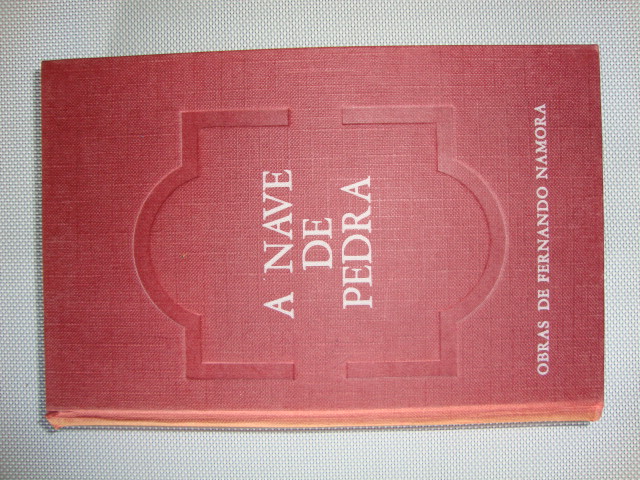 A NAVE
DE
PEDRA
OBRAS DE FERNANDO NAMORA